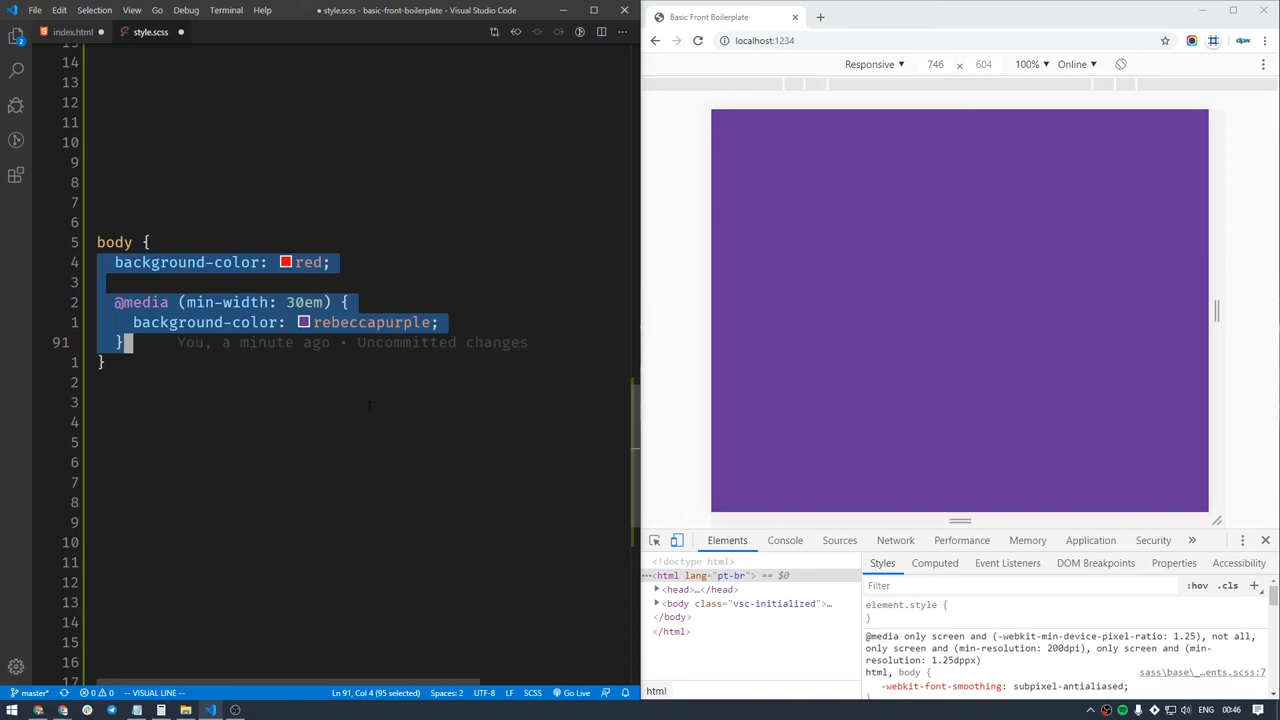 File Edit Selection View Go Debug Terminal Help
● style.scss - basic-front-boilerplate - Visual Studio Code
index.html
style.scss
15
14
13
12
11
10
9
8
7
6
5 body {
4 background-color: red;
3
2 @media (min-width: 30em) {
1 background-color: rebeccapurple;
91 } You, a minute ago • Uncommitted changes
1 }
2
3
4
5
6
7
8
9
10
11
12
13
14
15
16
17
2
master*
0 0
-- VISUAL LINE --
Ln 91, Col 4 (95 selected)
Spaces: 2
UTF-8
LF
SCSS
Go Live
Basic Front Boilerplate
localhost:1234
dpw
Responsive ▼ 746 × 604 100% ▼ Online ▼
Elements Console Sources Network Performance Memory Application Security »
<!doctype html>
…<html lang="pt-br"> == $0
<head>…</head>
<body class="vsc-initialized">…
</body>
</html>
html
Styles Computed Event Listeners DOM Breakpoints Properties Accessibility
Filter
:hov .cls +
element.style {
}
@media only screen and (-webkit-min-device-pixel-ratio: 1.25), not all,
only screen and (min-resolution: 200dpi), only screen and (min-
resolution: 1.25dppx)
html, body {
sass\base\_…ents.scss:7
-webkit-font-smoothing: subpixel-antialiased;
ENG
00:46